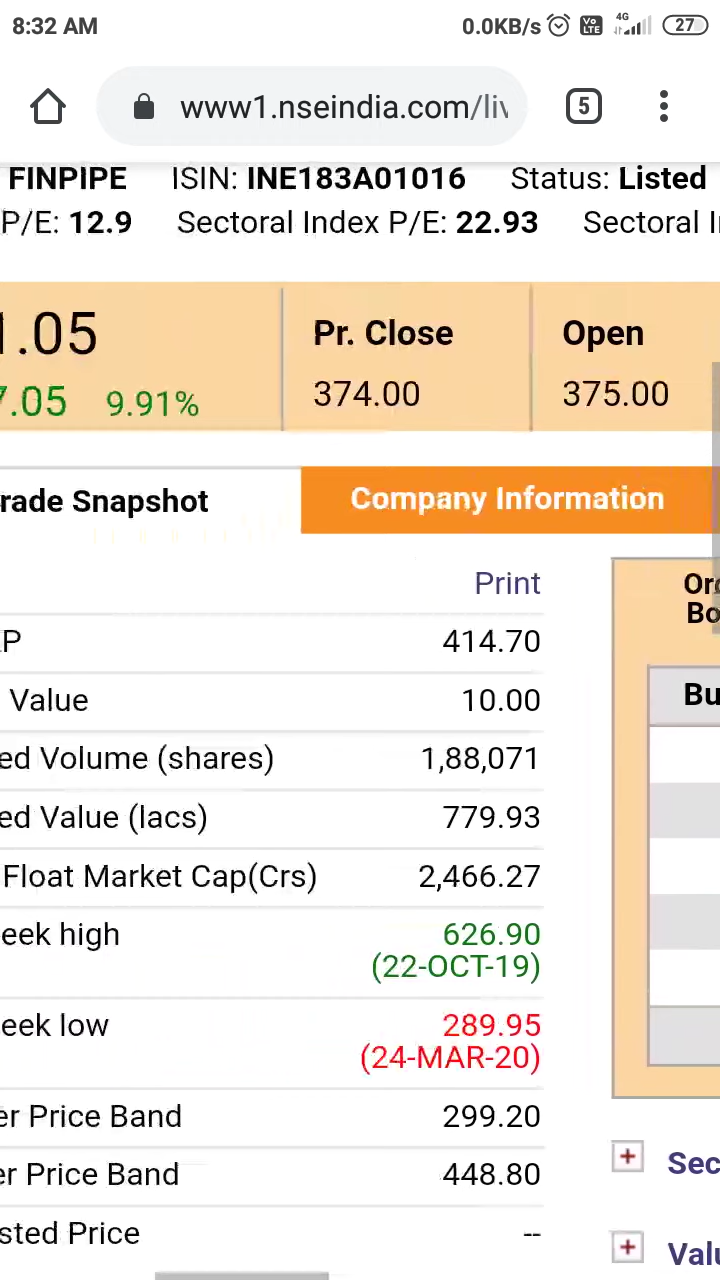 8:32 AM 0.0KB/s Vo LTE 4G 27
www1.nseindia.com/liv 5
FINPIPE ISIN: INE183A01016 Status: Listed
P/E: 12.9 Sectoral Index P/E: 22.93 Sectoral I
1.05 Pr. Close Open
7.05 9.91% 374.00 375.00
rade Snapshot Company Information
Print
P 414.70
Value 10.00
ed Volume (shares) 1,88,071
ed Value (lacs) 779.93
Float Market Cap(Crs) 2,466.27
eek high 626.90
(22-OCT-19)
eek low 289.95
(24-MAR-20)
er Price Band 299.20
er Price Band 448.80
sted Price --
Ord
Bo
Bu
+ Sec
+ Valu